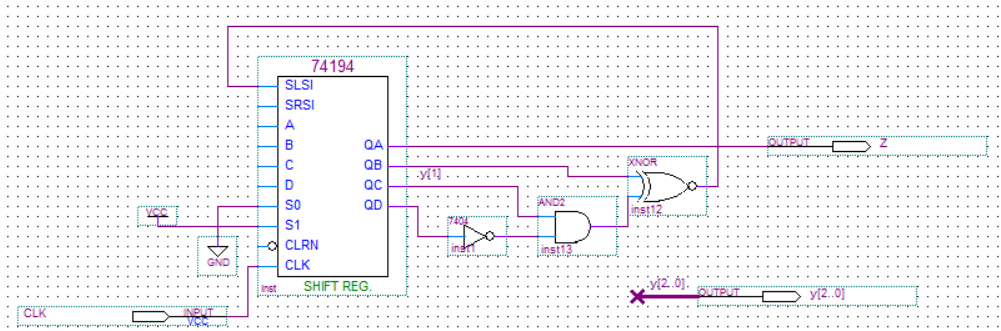 74194
SLSI
SRSI
A
B
C
D
S0
S1
CLRN
CLK
QA
QB
QC
QD
inst
SHIFT REG.
VCC
GND
CLK
INPUT
VCC
y[1]
7404
inst1
AND2
inst13
XNOR
inst12
OUTPUT
Z
y[2..0]
OUTPUT
y[2..0]